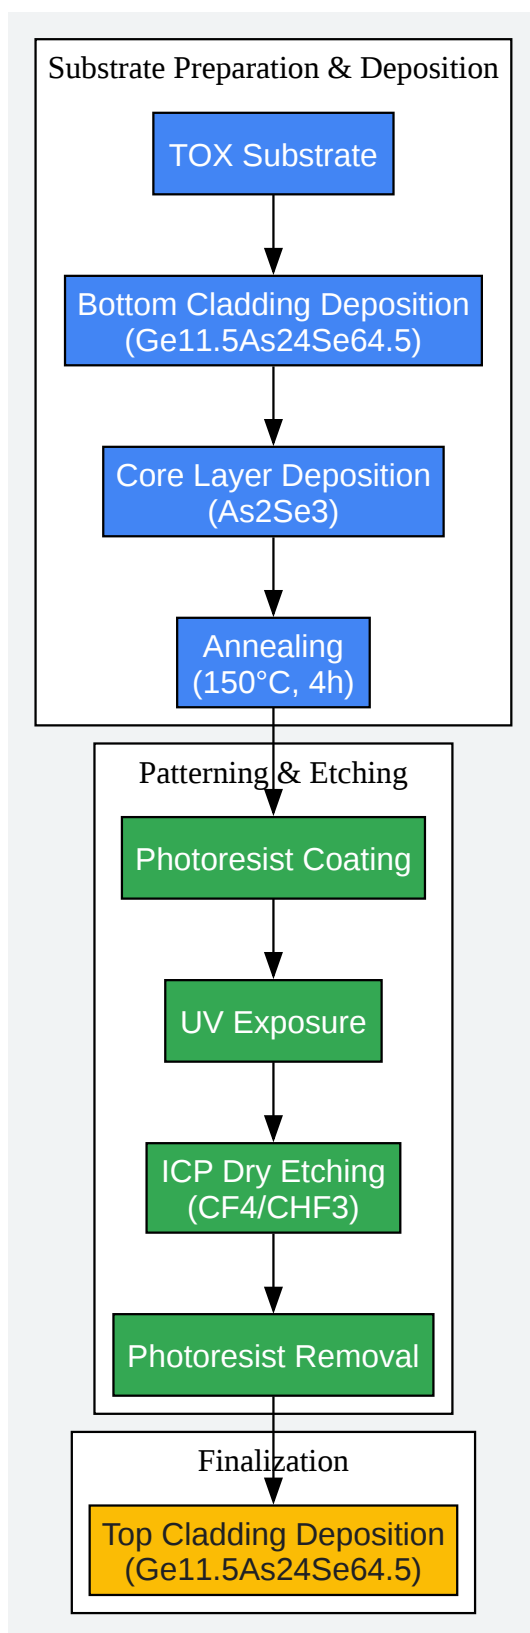 Substrate Preparation & Deposition
TOX Substrate
Bottom Cladding Deposition
(Ge11.5As24Se64.5)
Core Layer Deposition
(As2Se3)
Annealing
(150°C, 4h)
Patterning & Etching
Photoresist Coating
UV Exposure
ICP Dry Etching
(CF4/CHF3)
Photoresist Removal
Finalization
Top Cladding Deposition
(Ge11.5As24Se64.5)